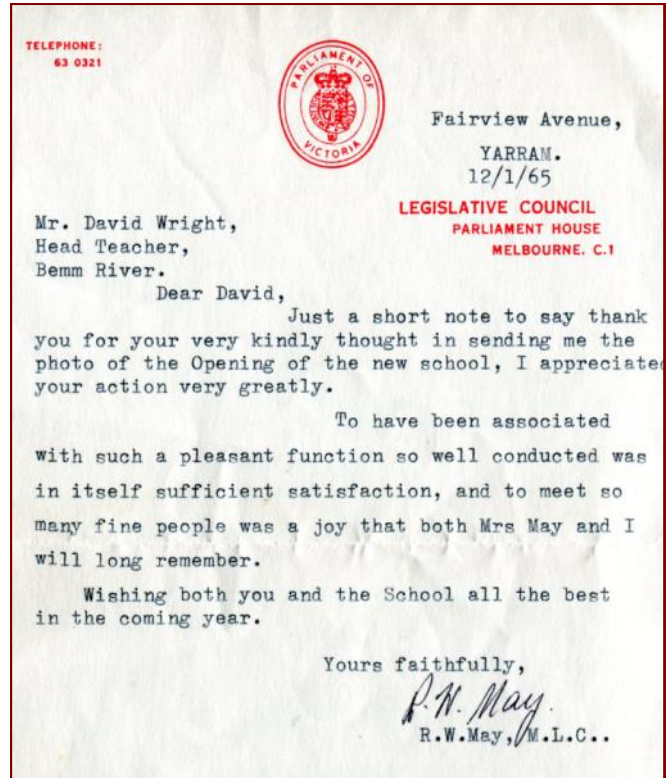 TELEPHONE:
63 0321
PARLIAMENT OF
VICTORIA
Fairview Avenue,
YARRAM.
12/1/65
LEGISLATIVE COUNCIL
PARLIAMENT HOUSE
MELBOURNE. C.1
Mr. David Wright,
Head Teacher,
Bemm River.
Dear David,
Just a short note to say thank
you for your very kindly thought in sending me the
photo of the Opening of the new school, I appreciated
your action very greatly.
To have been associated
with such a pleasant function so well conducted was
in itself sufficient satisfaction, and to meet so
many fine people was a joy that both Mrs May and I
will long remember.
Wishing both you and the School all the best
in the coming year.
Yours faithfully,
R.W. May.
R.W.May, M.L.C..